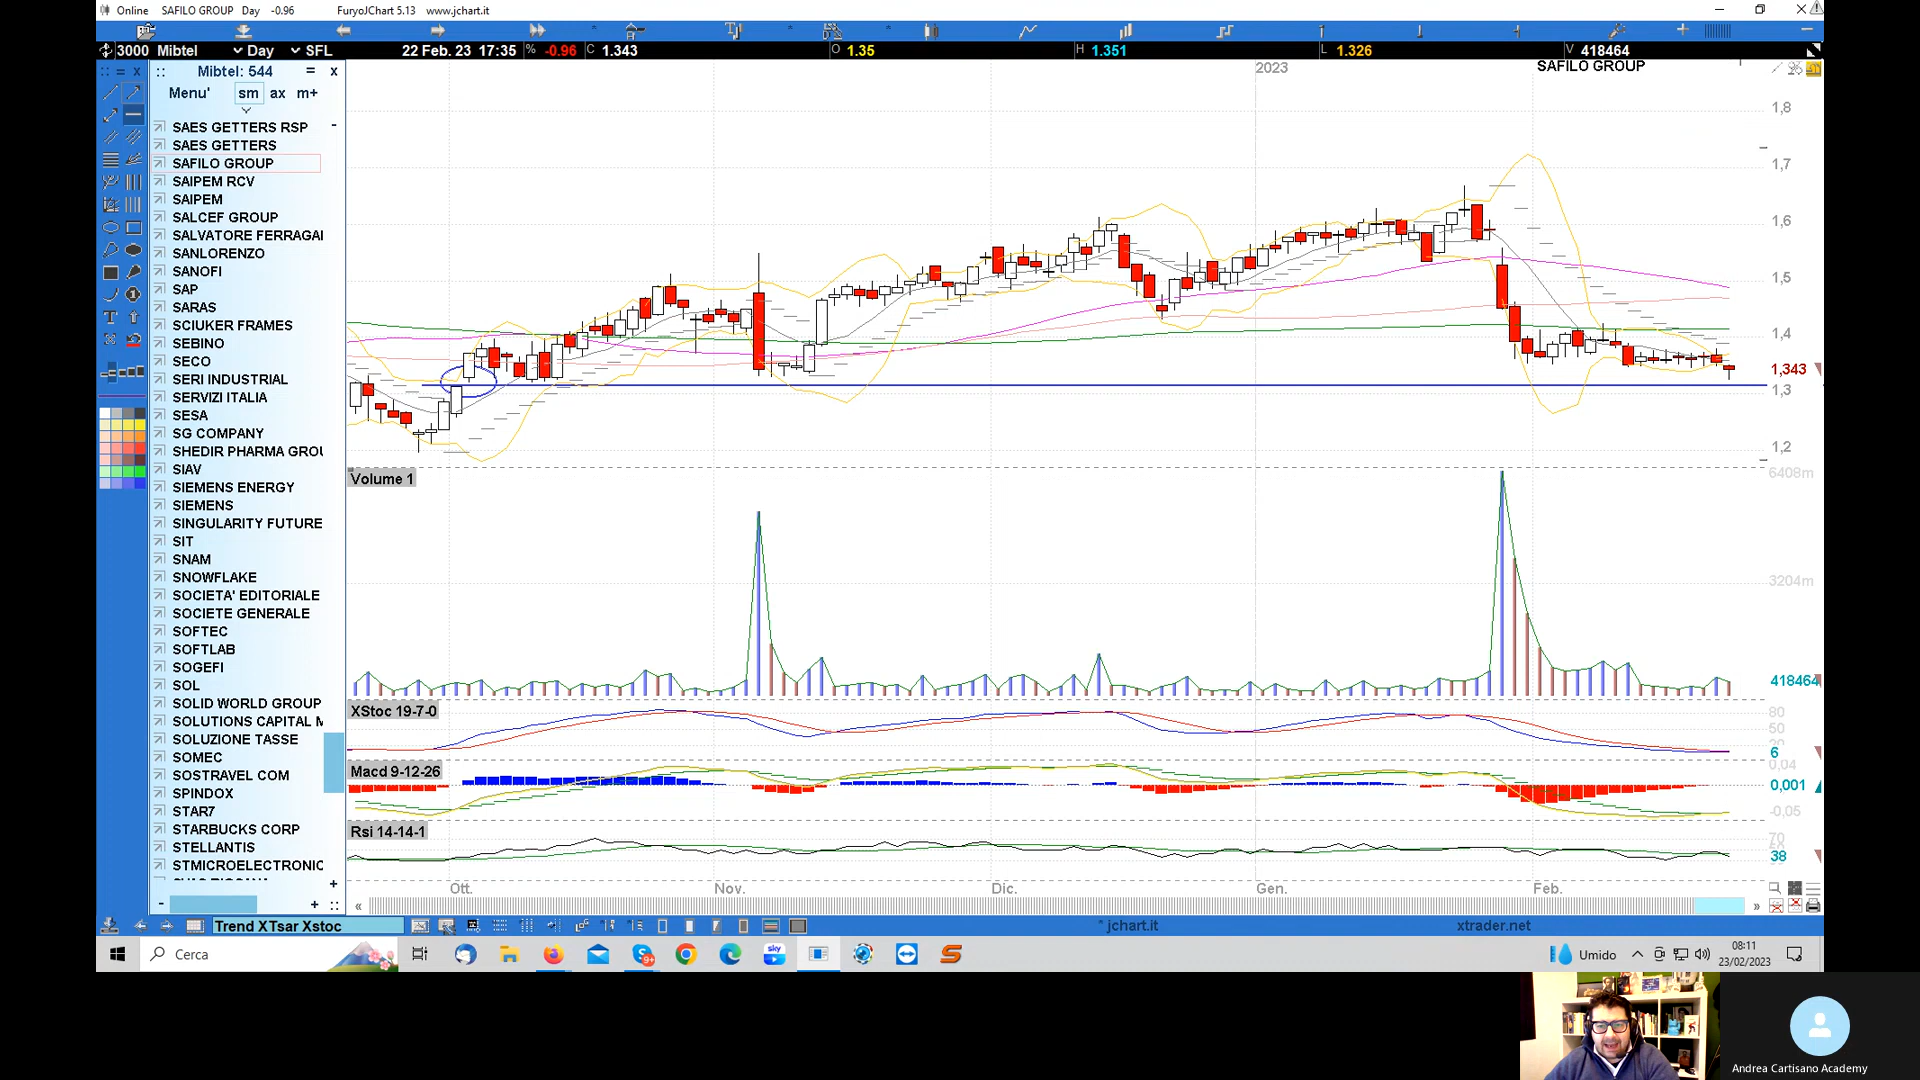 Online SAFILO GROUP Day -0.96 FuryoJChart 5.13 www.jchart.it
3000 Mibtel Day SFL 22 Feb. 23 17:35 % -0.96 C 1.343 O 1.35 H 1.351 L 1.326 V 418464
:: = x :: Mibtel: 544 = x
Menu' sm ax m+
SAES GETTERS RSP -
SAES GETTERS
SAFILO GROUP
SAIPEM RCV
SAIPEM
SALCEF GROUP
SALVATORE FERRAGAI
SANLORENZO
SANOFI
SAP
SARAS
SCIUKER FRAMES
SEBINO
SECO
SERI INDUSTRIAL
SERVIZI ITALIA
SESA
SG COMPANY
SHEDIR PHARMA GROU
SIAV
SIEMENS ENERGY
SIEMENS
SINGULARITY FUTURE
SIT
SNAM
SNOWFLAKE
SOCIETA' EDITORIALE
SOCIETE GENERALE
SOFTEC
SOFTLAB
SOGEFI
SOL
SOLID WORLD GROUP
SOLUTIONS CAPITAL M
SOLUZIONE TASSE
SOMEC
SOSTRAVEL COM
SPINDOX
STAR7
STARBUCKS CORP
STELLANTIS
STMICROELECTRONIC
- + ::
2023
SAFILO GROUP
1,8
1,7
1,6
1,5
1,4
1,343
1,3
1,2
Volume 1
6408m
3204m
418464
XStoc 19-7-0
80
50
20
6
Macd 9-12-26
0,04
0,001
-0,05
Rsi 14-14-1
70
38
Ott. Nov. Dic. Gen. Feb.
« »
Trend XTsar Xstoc
* jchart.it
xtrader.net
Cerca
9+
sky
Umido
08:11
23/02/2023
Andrea Cartisano Academy